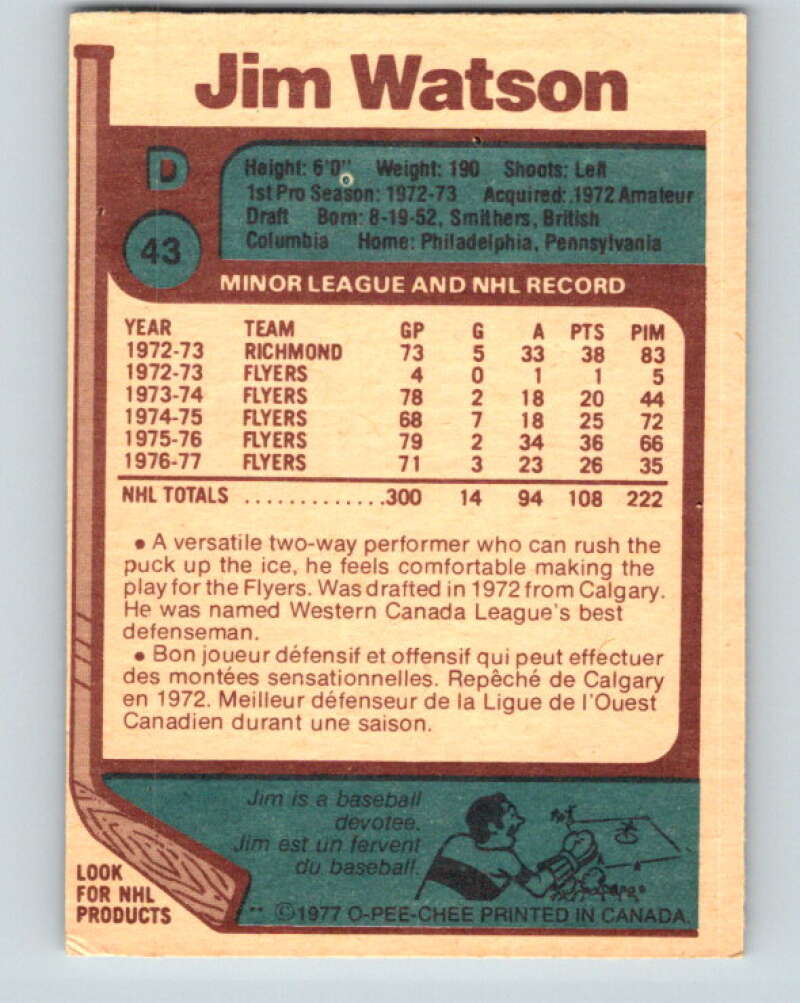 Jim Watson
D
43
Height: 6'0" Weight: 190 Shoots: Left
1st Pro Season: 1972-73 Acquired: 1972 Amateur
Draft Born: 8-19-52, Smithers, British
Columbia Home: Philadelphia, Pennsylvania
MINOR LEAGUE AND NHL RECORD
YEAR TEAM GP G A PTS PIM
1972-73 RICHMOND 73 5 33 38 83
1972-73 FLYERS 4 0 1 1 5
1973-74 FLYERS 78 2 18 20 44
1974-75 FLYERS 68 7 18 25 72
1975-76 FLYERS 79 2 34 36 66
1976-77 FLYERS 71 3 23 26 35
NHL TOTALS ..............300 14 94 108 222
• A versatile two-way performer who can rush the
puck up the ice, he feels comfortable making the
play for the Flyers. Was drafted in 1972 from Calgary.
He was named Western Canada League's best
defenseman.
• Bon joueur défensif et offensif qui peut effectuer
des montées sensationnelles. Repêché de Calgary
en 1972. Meilleur défenseur de la Ligue de l'Ouest
Canadien durant une saison.
Jim is a baseball
devotee.
Jim est un fervent
du baseball.
LOOK
FOR NHL
PRODUCTS
** ©1977 O-PEE-CHEE PRINTED IN CANADA.